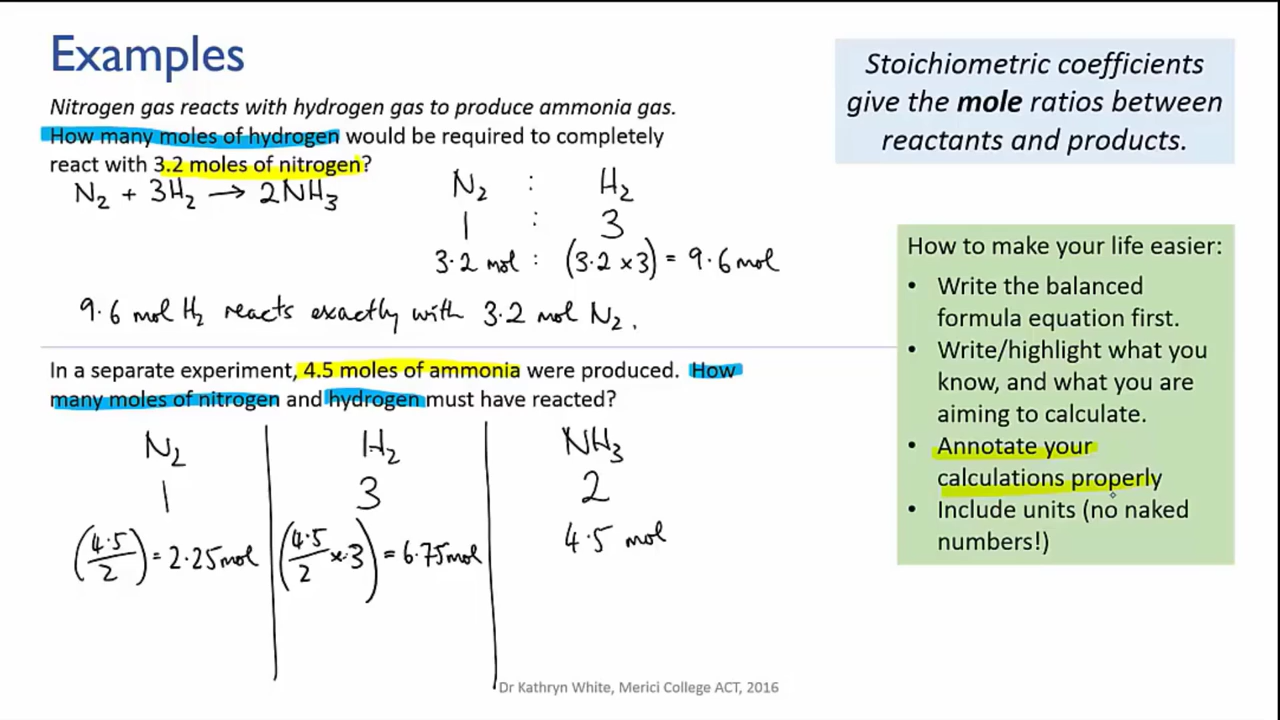 Examples
Nitrogen gas reacts with hydrogen gas to produce ammonia gas.
How many moles of hydrogen would be required to completely
react with 3.2 moles of nitrogen?
N₂ + 3H₂ → 2NH₃
N₂ : H₂
1 : 3
3.2 mol : (3.2 × 3) = 9.6 mol
9.6 mol H₂ reacts exactly with 3.2 mol N₂.
In a separate experiment, 4.5 moles of ammonia were produced. How
many moles of nitrogen and hydrogen must have reacted?
N₂ H₂ NH₃
1 3 2
(4.5/2) = 2.25 mol (4.5/2 × 3) = 6.75 mol 4.5 mol
Stoichiometric coefficients
give the mole ratios between
reactants and products.
How to make your life easier:
• Write the balanced
formula equation first.
• Write/highlight what you
know, and what you are
aiming to calculate.
• Annotate your
calculations properly
• Include units (no naked
numbers!)
Dr Kathryn White, Merici College ACT, 2016